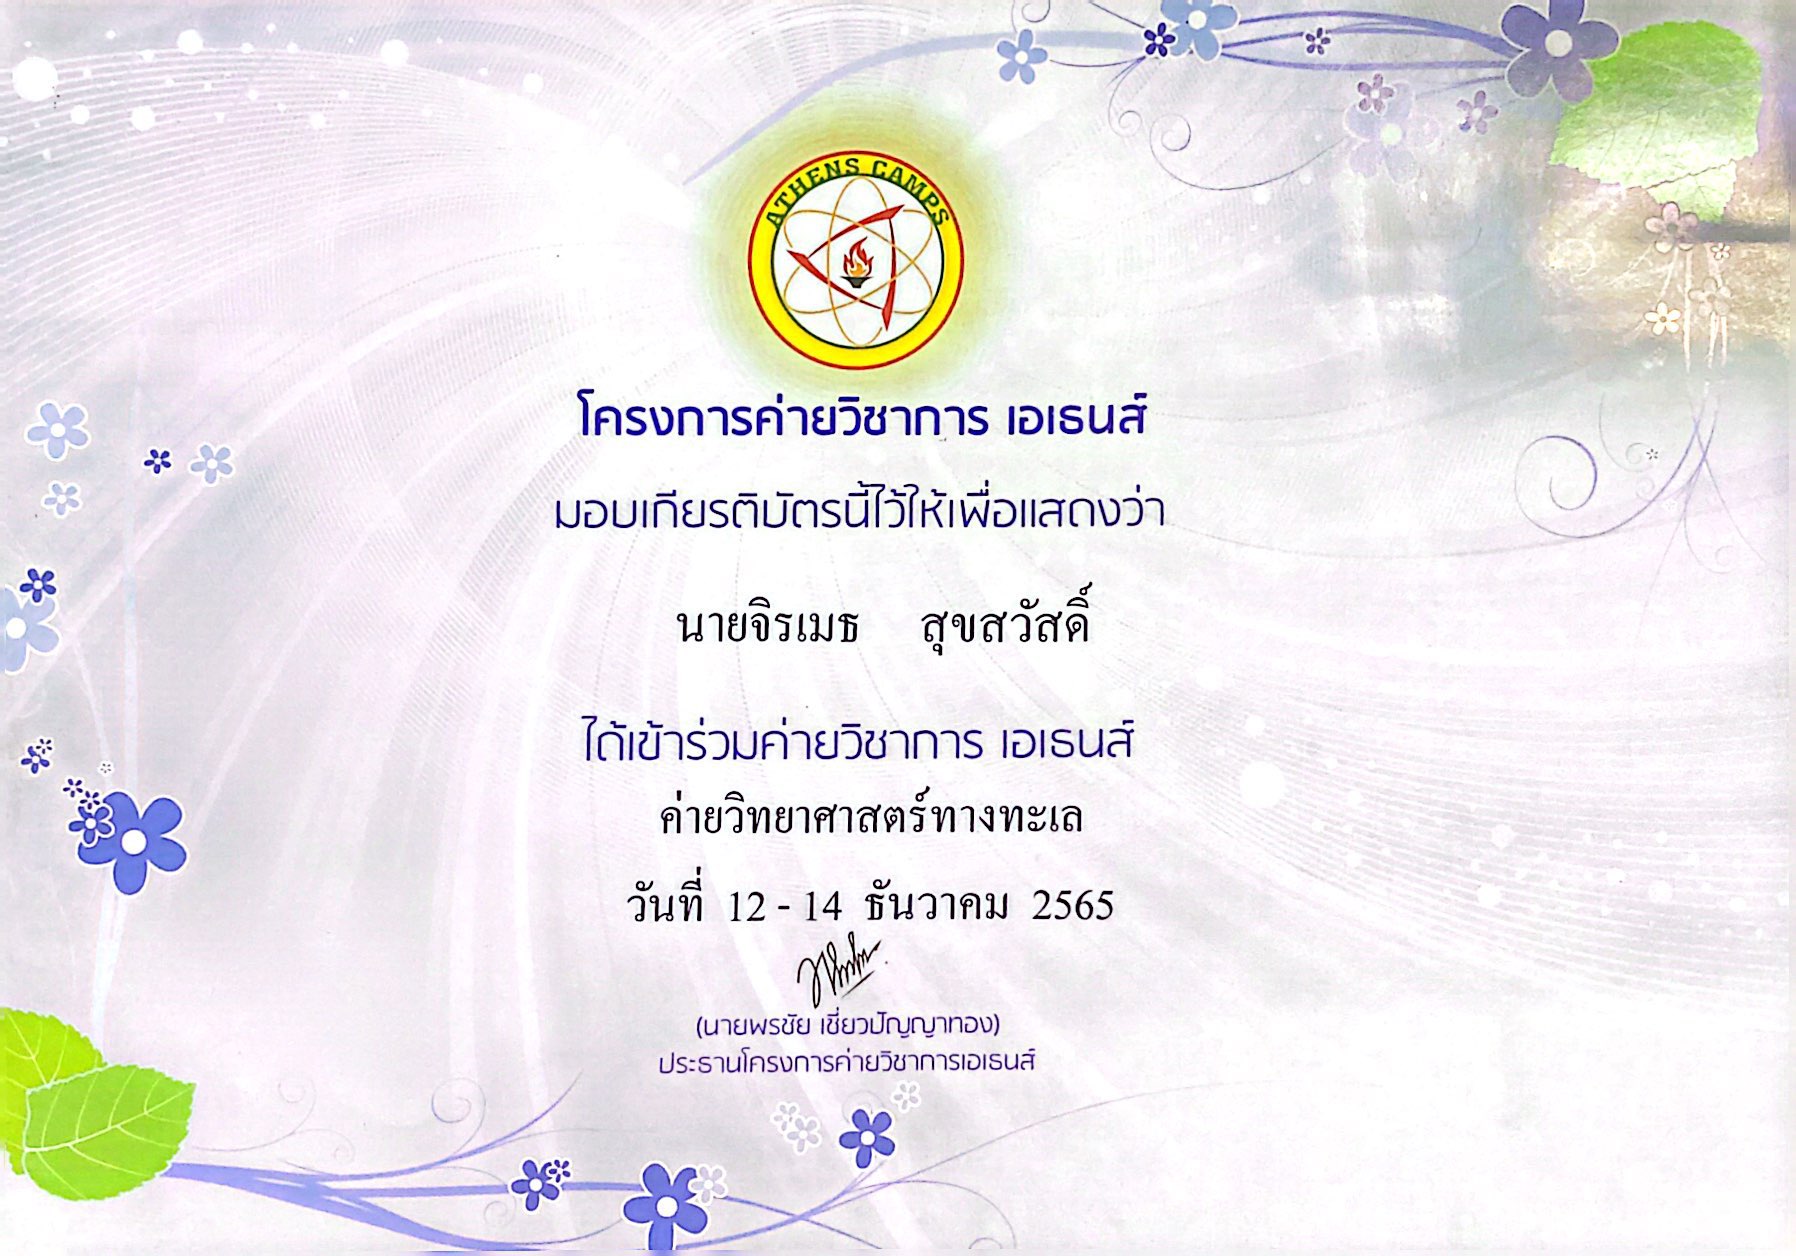 ATHENS CAMPS
โครงการค่ายวิชาการ เอเธนส์
มอบเกียรติบัตรนี้ไว้ให้เพื่อแสดงว่า
นายจิรเมธ สุขสวัสดิ์
ได้เข้าร่วมค่ายวิชาการ เอเธนส์
ค่ายวิทยาศาสตร์ทางทะเล
วันที่ 12 - 14 ธันวาคม 2565
(นายพรชัย เชี่ยวปัญญาทอง)
ประธานโครงการค่ายวิชาการเอเธนส์